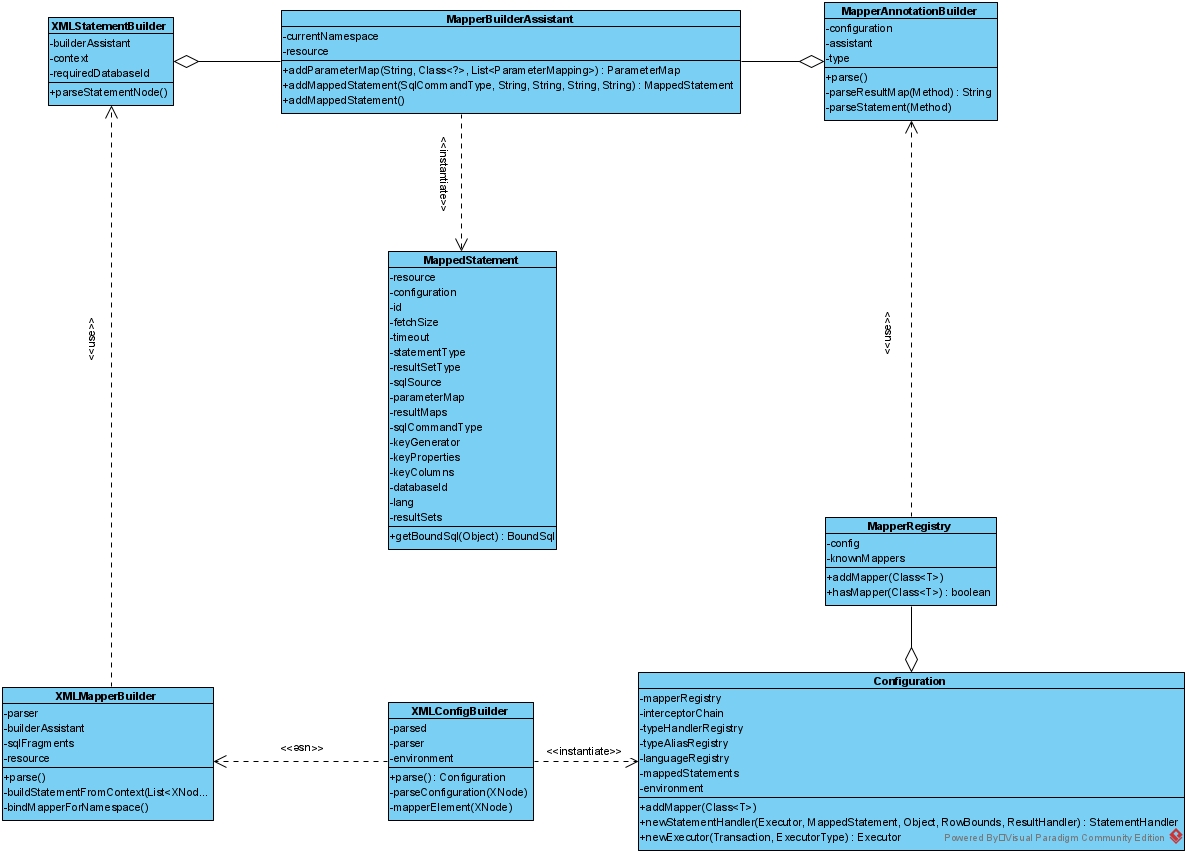 XMLStatementBuilder
-builderAssistant
-context
-requiredDatabaseId
+parseStatementNode()
MapperBuilderAssistant
-currentNamespace
-resource
+addParameterMap(String, Class<?>, List<ParameterMapping>) : ParameterMap
+addMappedStatement(SqlCommandType, String, String, String, String) : MappedStatement
+addMappedStatement()
MapperAnnotationBuilder
-configuration
-assistant
-type
+parse()
-parseResultMap(Method) : String
-parseStatement(Method)
<<instantiate>>
<<use>>
<<use>>
MappedStatement
-resource
-configuration
-id
-fetchSize
-timeout
-statementType
-resultSetType
-sqlSource
-parameterMap
-resultMaps
-sqlCommandType
-keyGenerator
-keyProperties
-keyColumns
-databaseId
-lang
-resultSets
+getBoundSql(Object) : BoundSql
MapperRegistry
-config
-knownMappers
+addMapper(Class<T>)
+hasMapper(Class<T>) : boolean
XMLMapperBuilder
-parser
-builderAssistant
-sqlFragments
-resource
+parse()
-buildStatementFromContext(List<XNod...
-bindMapperForNamespace()
<<use>>
XMLConfigBuilder
-parsed
-parser
-environment
+parse() : Configuration
-parseConfiguration(XNode)
-mapperElement(XNode)
<<instantiate>>
Configuration
-mapperRegistry
-interceptorChain
-typeHandlerRegistry
-typeAliasRegistry
-languageRegistry
-mappedStatements
-environment
+addMapper(Class<T>)
+newStatementHandler(Executor, MappedStatement, Object, RowBounds, ResultHandler) : StatementHandler
+newExecutor(Transaction, ExecutorType) : Executor
Powered By□Visual Paradigm Community Edition